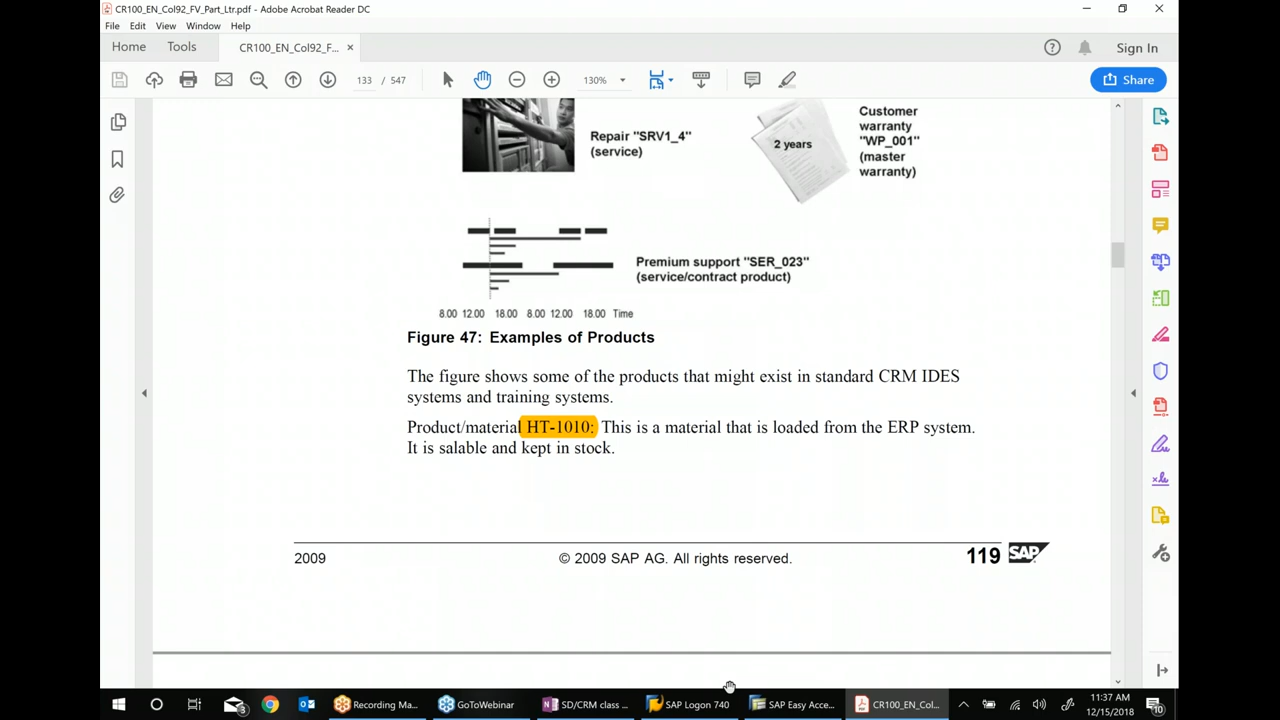 CR100_EN_Col92_FV_Part_Ltr.pdf - Adobe Acrobat Reader DC
File Edit View Window Help
Home Tools CR100_EN_Col92_F... × Sign In
133 / 547 130% Share
Repair "SRV1_4"
(service)
2 years
Customer
warranty
"WP_001"
(master
warranty)
Premium support "SER_023"
(service/contract product)
8.00 12.00 18.00 8.00 12.00 18.00 Time
Figure 47: Examples of Products
The figure shows some of the products that might exist in standard CRM IDES
systems and training systems.
Product/material HT-1010: This is a material that is loaded from the ERP system.
It is salable and kept in stock.
2009 © 2009 SAP AG. All rights reserved. 119 SAP
Recording Ma... GoToWebinar SD/CRM class ... SAP Logon 740 SAP Easy Acce... CR100_EN_Col...
11:37 AM
12/15/2018